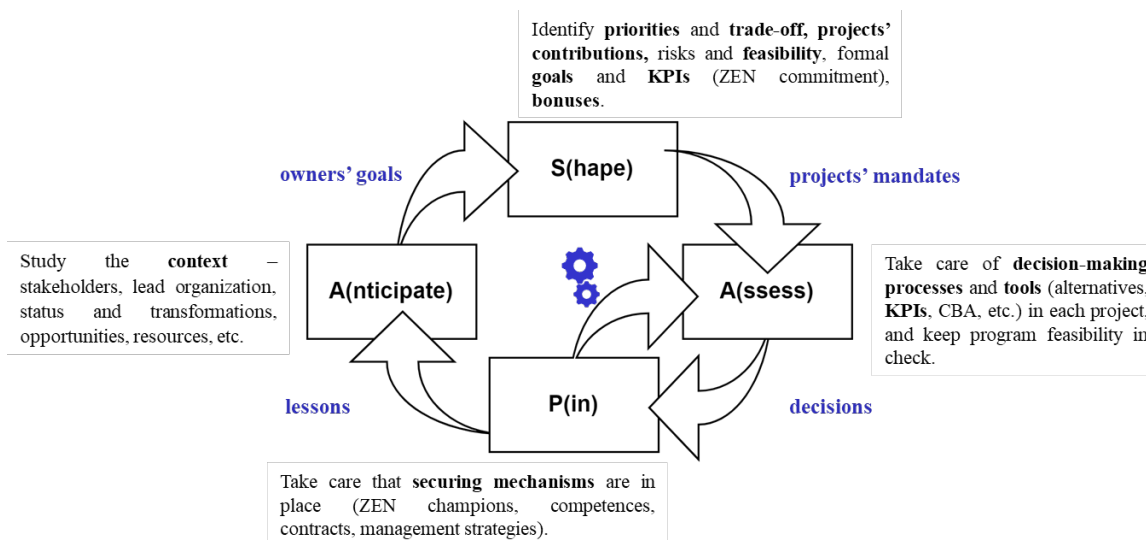 Identify priorities and trade-off, projects'
contributions, risks and feasibility, formal
goals and KPIs (ZEN commitment),
bonuses.
S(hape)
owners' goals
projects' mandates
Study the context –
stakeholders, lead organization,
status and transformations,
opportunities, resources, etc.
A(nticipate)
A(ssess)
Take care of decision-making
processes and tools (alternatives,
KPIs, CBA, etc.) in each project,
and keep program feasibility in
check.
P(in)
lessons
decisions
Take care that securing mechanisms are in
place (ZEN champions, competences,
contracts, management strategies).